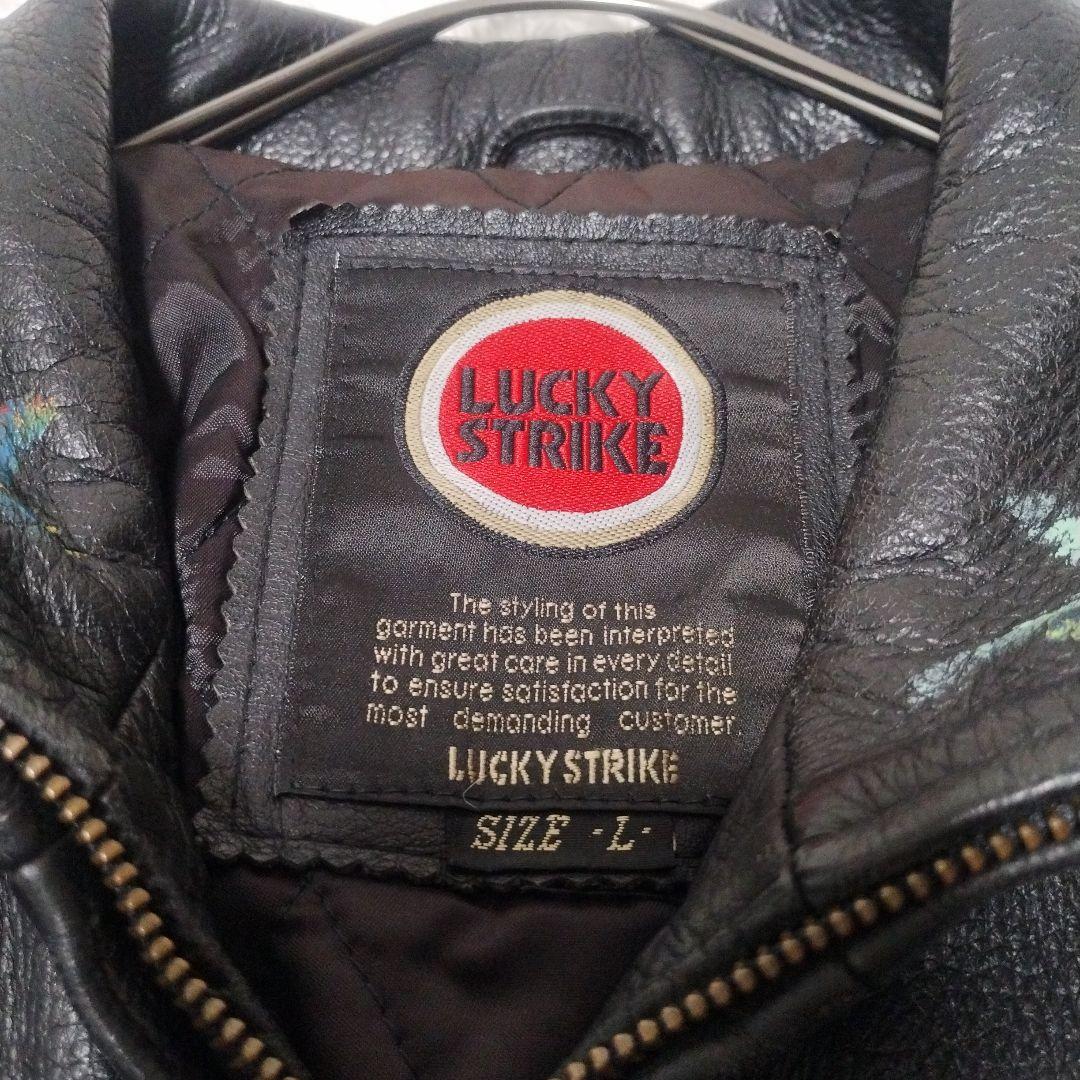 LUCKY
STRIKE
The styling of this
garment has been interpreted
with great care in every detail
to ensure satisfaction for the
most demanding customer.
LUCKY STRIKE
SIZE -L-